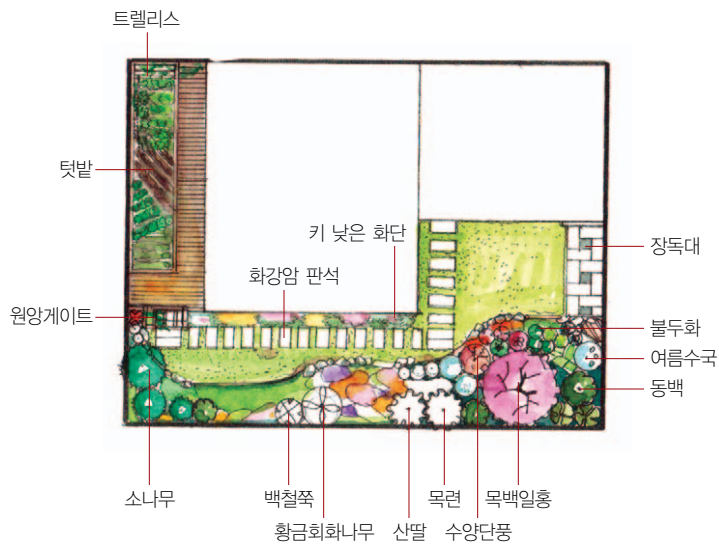 트렐리스
텃밭
키 낮은 화단
장독대
화강암 판석
원앙게이트
불두화
여름수국
동백
소나무
백철쭉
목련
목백일홍
황금회화나무
산딸
수양단풍